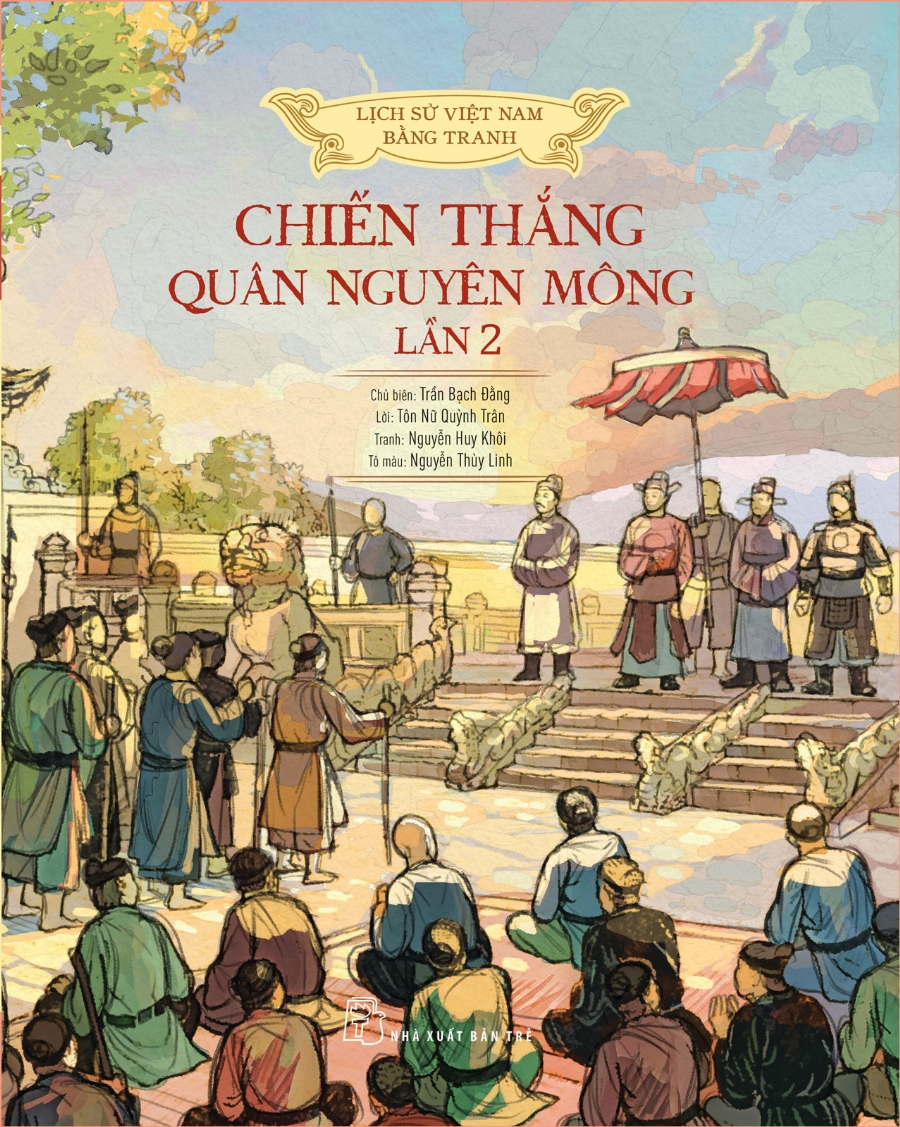 LỊCH SỬ VIỆT NAM
BẰNG TRANH
CHIẾN THẮNG
QUÂN NGUYÊN MÔNG
LẦN 2
Chủ biên: Trần Bạch Đằng
Lời: Tôn Nữ Quỳnh Trân
Tranh: Nguyễn Huy Khôi
Tô màu: Nguyễn Thùy Linh
NHÀ XUẤT BẢN TRẺ